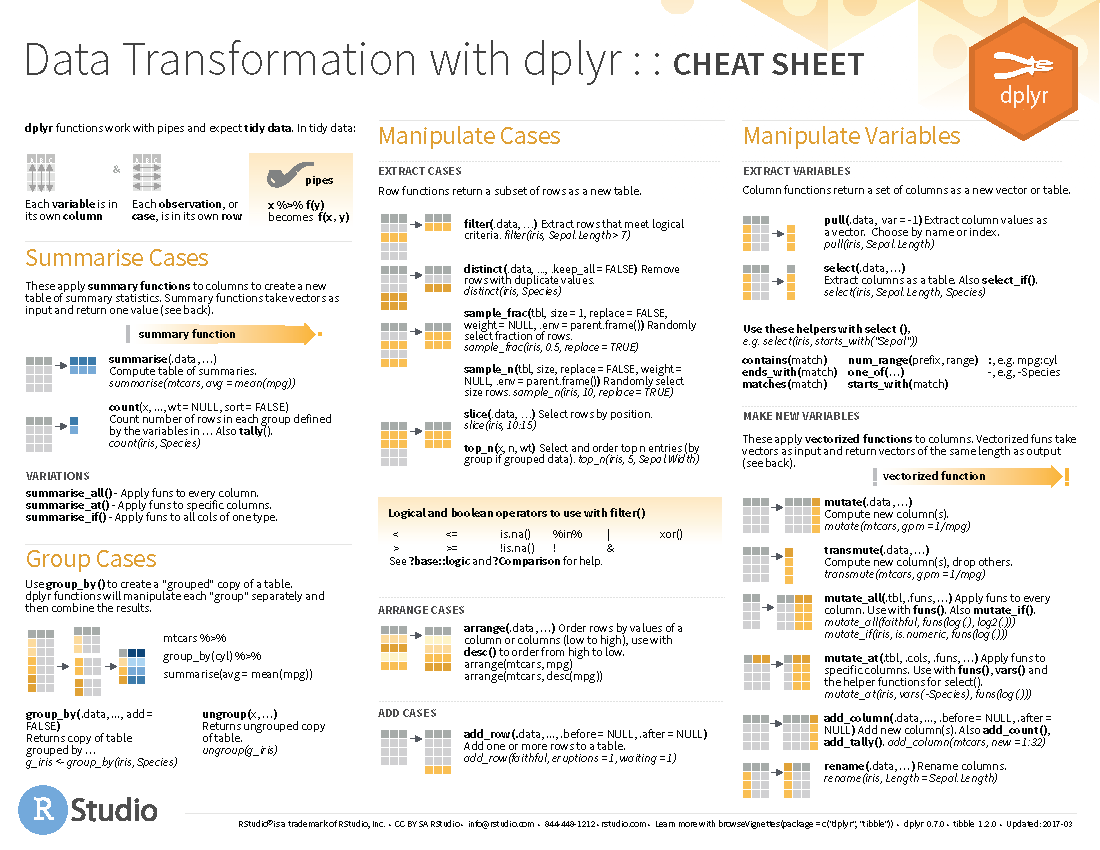 Data Transformation with dplyr : : CHEAT SHEET
dplyr
dplyr functions work with pipes and expect tidy data. In tidy data:
A B C
A B C
&
pipes
Each variable is in
its own column
Each observation, or
case, is in its own row
x %>% f(y)
becomes f(x, y)
Summarise Cases
These apply summary functions to columns to create a new
table of summary statistics. Summary functions take vectors as
input and return one value (see back).
summary function
summarise(.data, …)
Compute table of summaries.
summarise(mtcars, avg = mean(mpg))
count(x, ..., wt = NULL, sort = FALSE)
Count number of rows in each group defined
by the variables in … Also tally().
count(iris, Species)
VARIATIONS
summarise_all() - Apply funs to every column.
summarise_at() - Apply funs to specific columns.
summarise_if() - Apply funs to all cols of one type.
Group Cases
Use group_by() to create a "grouped" copy of a table.
dplyr functions will manipulate each "group" separately and
then combine the results.
mtcars %>%
group_by(cyl) %>%
summarise(avg = mean(mpg))
group_by(.data, ..., add =
FALSE)
Returns copy of table
grouped by …
g_iris <- group_by(iris, Species)
ungroup(x, …)
Returns ungrouped copy
of table.
ungroup(g_iris)
Manipulate Cases
EXTRACT CASES
Row functions return a subset of rows as a new table.
filter(.data, …) Extract rows that meet logical
criteria. filter(iris, Sepal.Length > 7)
distinct(.data, ..., .keep_all = FALSE) Remove
rows with duplicate values.
distinct(iris, Species)
sample_frac(tbl, size = 1, replace = FALSE,
weight = NULL, .env = parent.frame()) Randomly
select fraction of rows.
sample_frac(iris, 0.5, replace = TRUE)
sample_n(tbl, size, replace = FALSE, weight =
NULL, .env = parent.frame()) Randomly select
size rows. sample_n(iris, 10, replace = TRUE)
slice(.data, …) Select rows by position.
slice(iris, 10:15)
top_n(x, n, wt) Select and order top n entries (by
group if grouped data). top_n(iris, 5, Sepal.Width)
Logical and boolean operators to use with filter()
< <= is.na() %in% | xor()
> >= !is.na() ! &
See ?base::logic and ?Comparison for help.
ARRANGE CASES
arrange(.data, …) Order rows by values of a
column or columns (low to high), use with
desc() to order from high to low.
arrange(mtcars, mpg)
arrange(mtcars, desc(mpg))
ADD CASES
add_row(.data, ..., .before = NULL, .after = NULL)
Add one or more rows to a table.
add_row(faithful, eruptions = 1, waiting = 1)
Manipulate Variables
EXTRACT VARIABLES
Column functions return a set of columns as a new vector or table.
pull(.data, var = -1) Extract column values as
a vector. Choose by name or index.
pull(iris, Sepal.Length)
select(.data, …)
Extract columns as a table. Also select_if().
select(iris, Sepal.Length, Species)
Use these helpers with select (),
e.g. select(iris, starts_with("Sepal"))
contains(match) num_range(prefix, range) :, e.g. mpg:cyl
ends_with(match) one_of(…) -, e.g, -Species
matches(match) starts_with(match)
MAKE NEW VARIABLES
These apply vectorized functions to columns. Vectorized funs take
vectors as input and return vectors of the same length as output
(see back).
vectorized function
mutate(.data, …)
Compute new column(s).
mutate(mtcars, gpm = 1/mpg)
transmute(.data, …)
Compute new column(s), drop others.
transmute(mtcars, gpm = 1/mpg)
mutate_all(.tbl, .funs, …) Apply funs to every
column. Use with funs(). Also mutate_if().
mutate_all(faithful, funs(log(.), log2(.)))
mutate_if(iris, is.numeric, funs(log(.)))
mutate_at(.tbl, .cols, .funs, …) Apply funs to
specific columns. Use with funs(), vars() and
the helper functions for select().
mutate_at(iris, vars( -Species), funs(log(.)))
add_column(.data, ..., .before = NULL, .after =
NULL) Add new column(s). Also add_count(),
add_tally(). add_column(mtcars, new = 1:32)
rename(.data, …) Rename columns.
rename(iris, Length = Sepal.Length)
R Studio
RStudio® is a trademark of RStudio, Inc. • CC BY SA RStudio • info@rstudio.com • 844-448-1212 • rstudio.com • Learn more with browseVignettes(package = c("dplyr", "tibble")) • dplyr 0.7.0 • tibble 1.2.0 • Updated: 2017-03